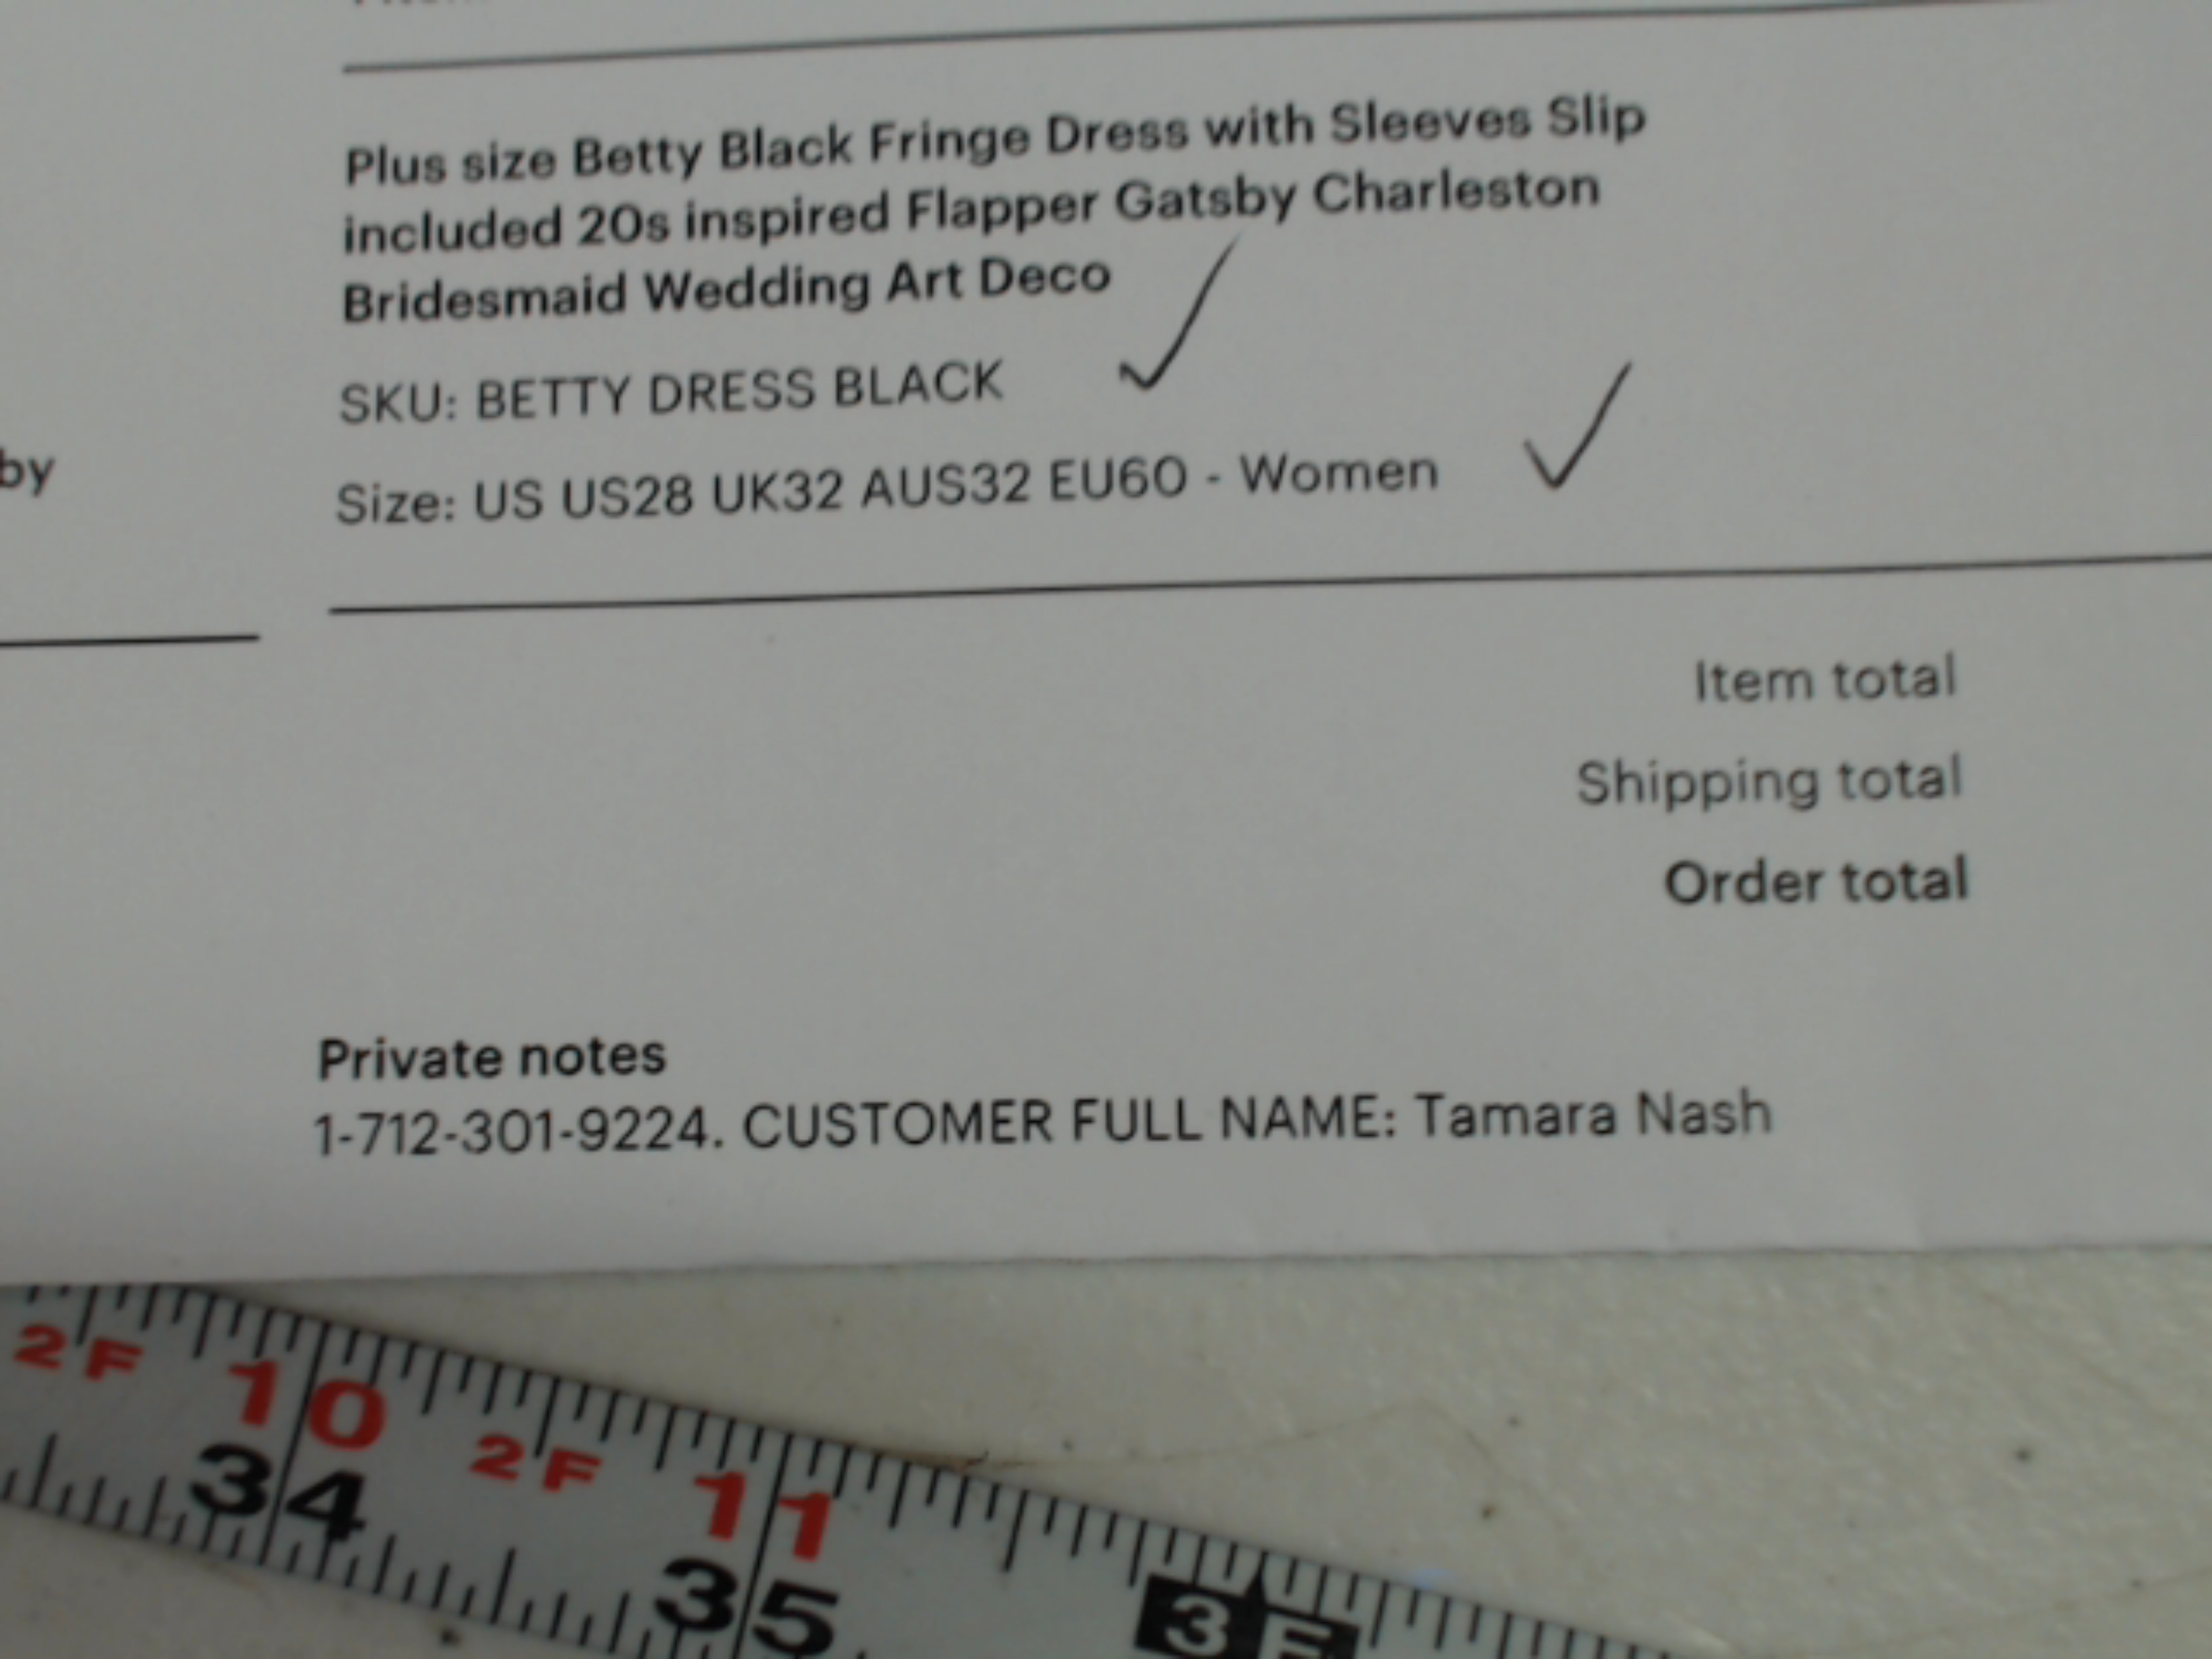 Plus size Betty Black Fringe Dress with Sleeves Slip
included 20s inspired Flapper Gatsby Charleston
Bridesmaid Wedding Art Deco
SKU: BETTY DRESS BLACK
Size: US US28 UK32 AUS32 EU60 - Women
by
Item total
Shipping total
Order total
Private notes
1-712-301-9224. CUSTOMER FULL NAME: Tamara Nash
2F 10 2F 11
34 35 3F